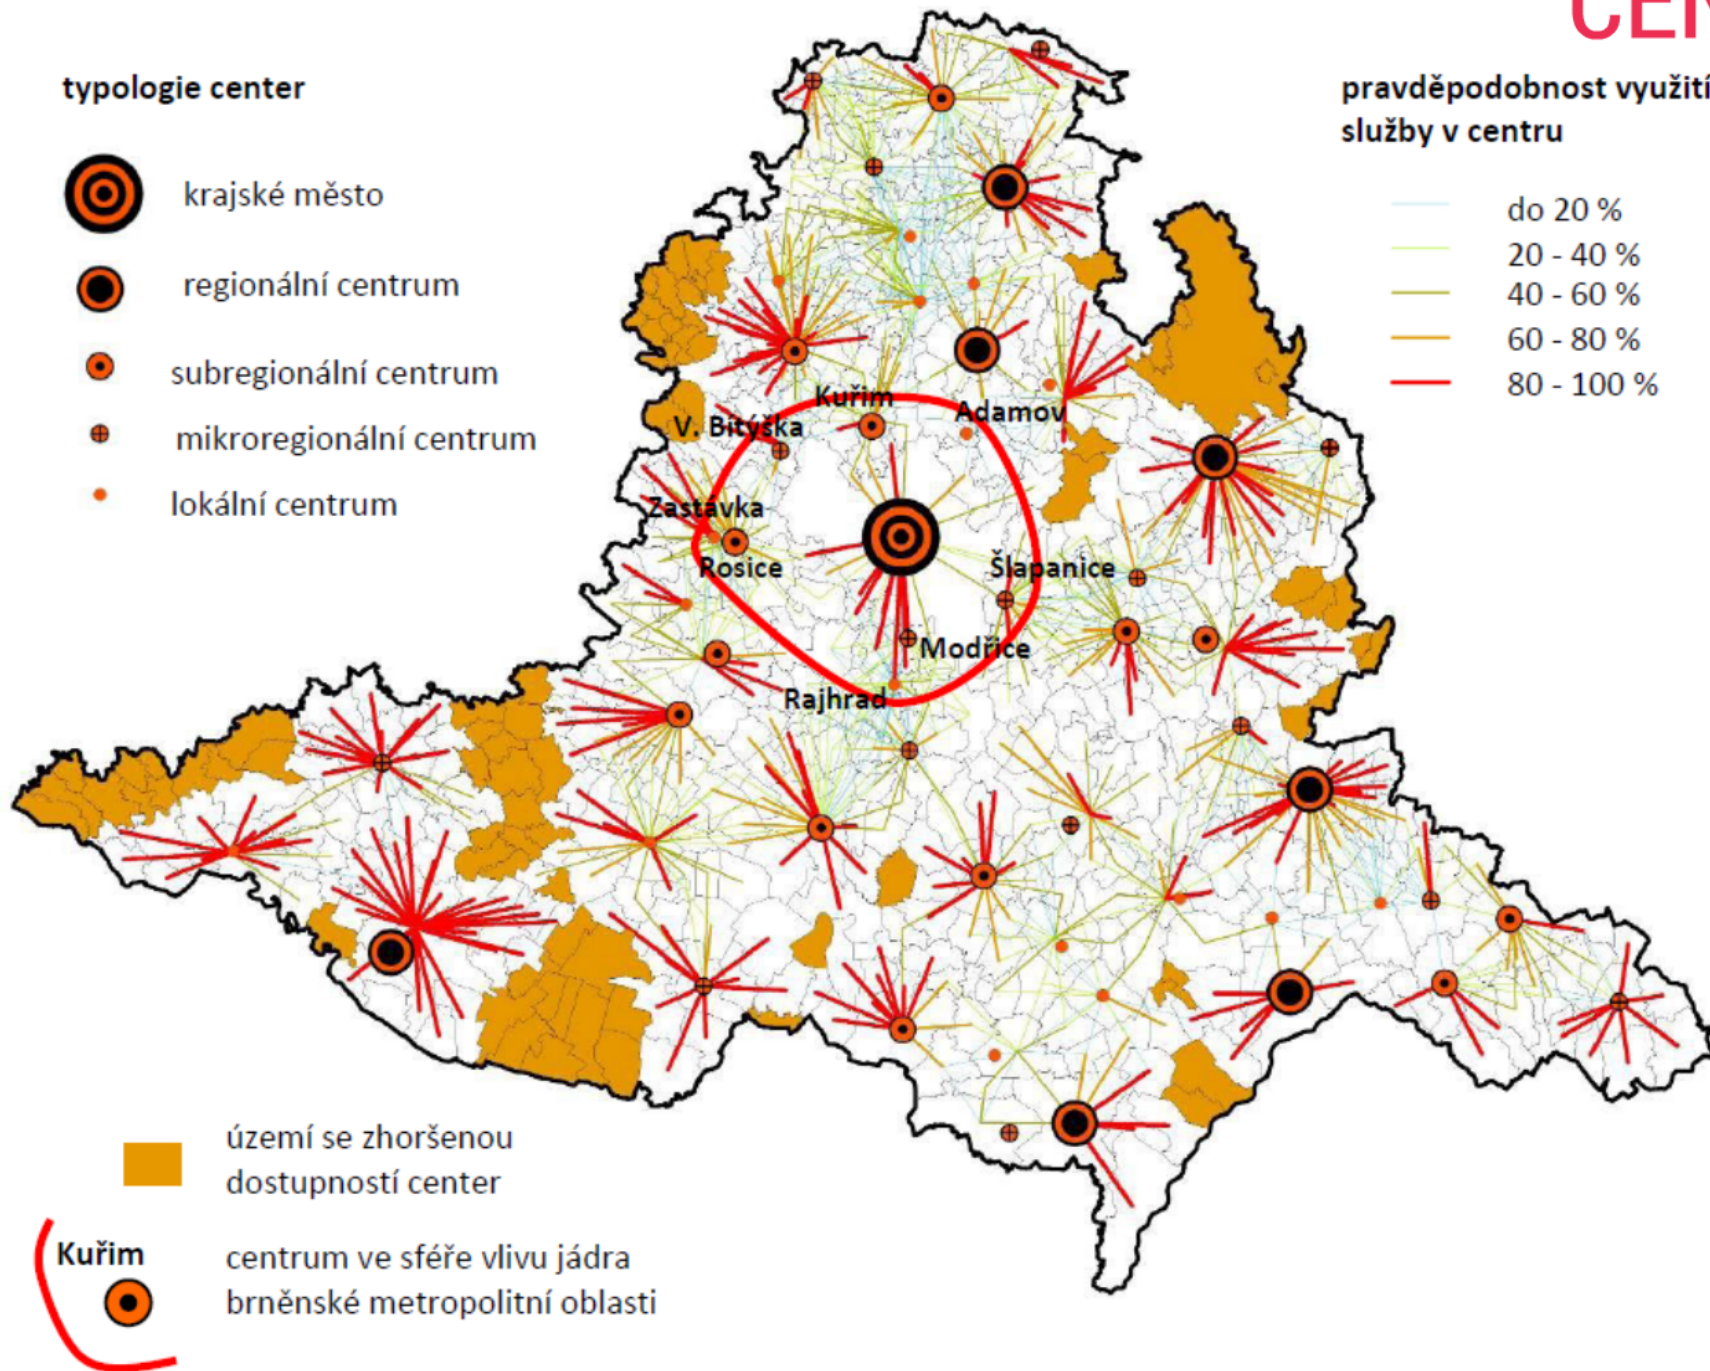 CEN
typologie center
krajské město
regionální centrum
subregionální centrum
mikroregionální centrum
lokální centrum
pravděpodobnost využití
služby v centru
do 20 %
20 - 40 %
40 - 60 %
60 - 80 %
80 - 100 %
Kuřim
Adamov
V. Bítýška
Zastávka
Rosice
Šlapanice
Modřice
Rajhrad
území se zhoršenou
dostupností center
Kuřim
centrum ve sféře vlivu jádra
brněnské metropolitní oblasti